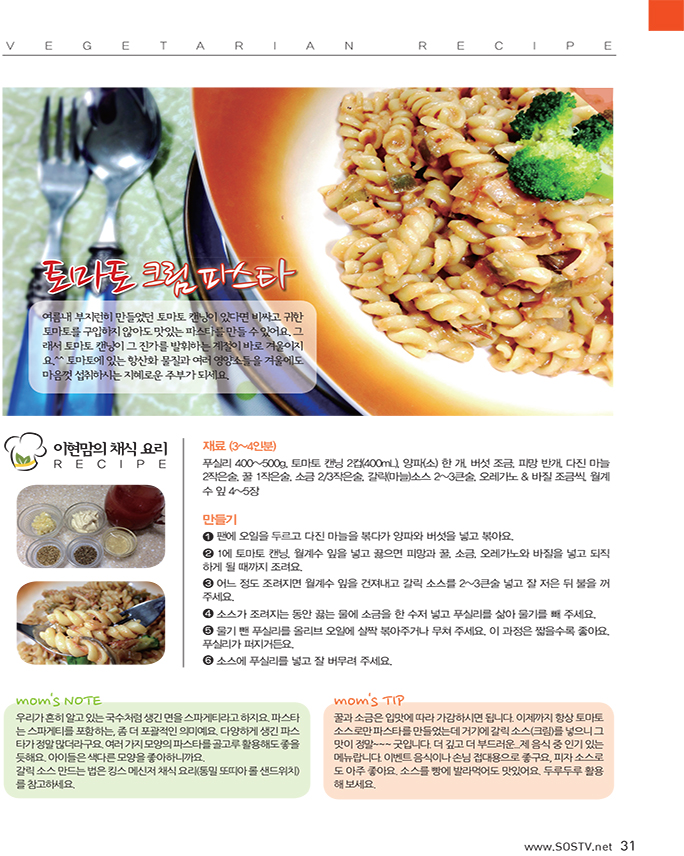 VEGETARIAN RECIPE
토마토 크림 파스타
여름내 부지런히 만들었던 토마토 캔닝이 있다면 비싸고 귀한
토마토를 구입하지 않아도 맛있는 파스타를 만들 수 있어요. 그
래서 토마토 캔닝이 그 진가를 발휘하는 계절이 바로 겨울이지
요.^^ 토마토에 있는 항산화 물질과 여러 영양소들을 겨울에도
마음껏 섭취하시는 지혜로운 주부가 되세요.
이현맘의 채식 요리
RECIPE
재료 (3~4인분)
푸실리 400~500g, 토마토 캔닝 2컵(400mL), 양파(소) 한 개, 버섯 조금, 피망 반개, 다진 마늘
2작은술, 꿀 1작은술, 소금 2/3작은술, 갈릭(마늘)소스 2~3큰술, 오레가노 & 바질 조금씩, 월계
수 잎 4~5장
만들기
❶ 팬에 오일을 두르고 다진 마늘을 볶다가 양파와 버섯을 넣고 볶아요.
❷ 1에 토마토 캔닝, 월계수 잎을 넣고 끓으면 피망과 꿀, 소금, 오레가노와 바질을 넣고 되직
하게 될 때까지 조려요.
❸ 어느 정도 조려지면 월계수 잎을 건져내고 갈릭 소스를 2~3큰술 넣고 잘 저은 뒤 불을 꺼
주세요.
❹ 소스가 조려지는 동안 끓는 물에 소금을 한 수저 넣고 푸실리를 삶아 물기를 빼 주세요.
❺ 물기 뺀 푸실리를 올리브 오일에 살짝 볶아주거나 무쳐 주세요. 이 과정은 짧을수록 좋아요.
푸실리가 퍼지거든요.
❻ 소스에 푸실리를 넣고 잘 버무려 주세요.
mom's NOTE
우리가 흔히 알고 있는 국수처럼 생긴 면을 스파게티라고 하지요. 파스타
는 스파게티를 포함하는, 좀 더 포괄적인 의미예요. 다양하게 생긴 파스
타가 정말 많더라구요. 여러 가지 모양의 파스타를 골고루 활용해도 좋을
듯해요. 아이들은 색다른 모양을 좋아하니까요.
갈릭 소스 만드는 법은 킹스 메신저 채식 요리(통밀 또띠아 롤 샌드위치)
를 참고하세요.
mom's TIP
꿀과 소금은 입맛에 따라 가감하시면 됩니다. 이제까지 항상 토마토
소스로만 파스타를 만들었는데 거기에 갈릭 소스(크림)를 넣으니 그
맛이 정말~~~ 굿입니다. 더 깊고 더 부드러운..제 음식 중 인기 있는
메뉴랍니다. 이벤트 음식이나 손님 접대용으로 좋구요, 피자 소스로
도 아주 좋아요. 소스를 빵에 발라먹어도 맛있어요. 두루두루 활용
해 보세요.
www.SOSTV.net 31